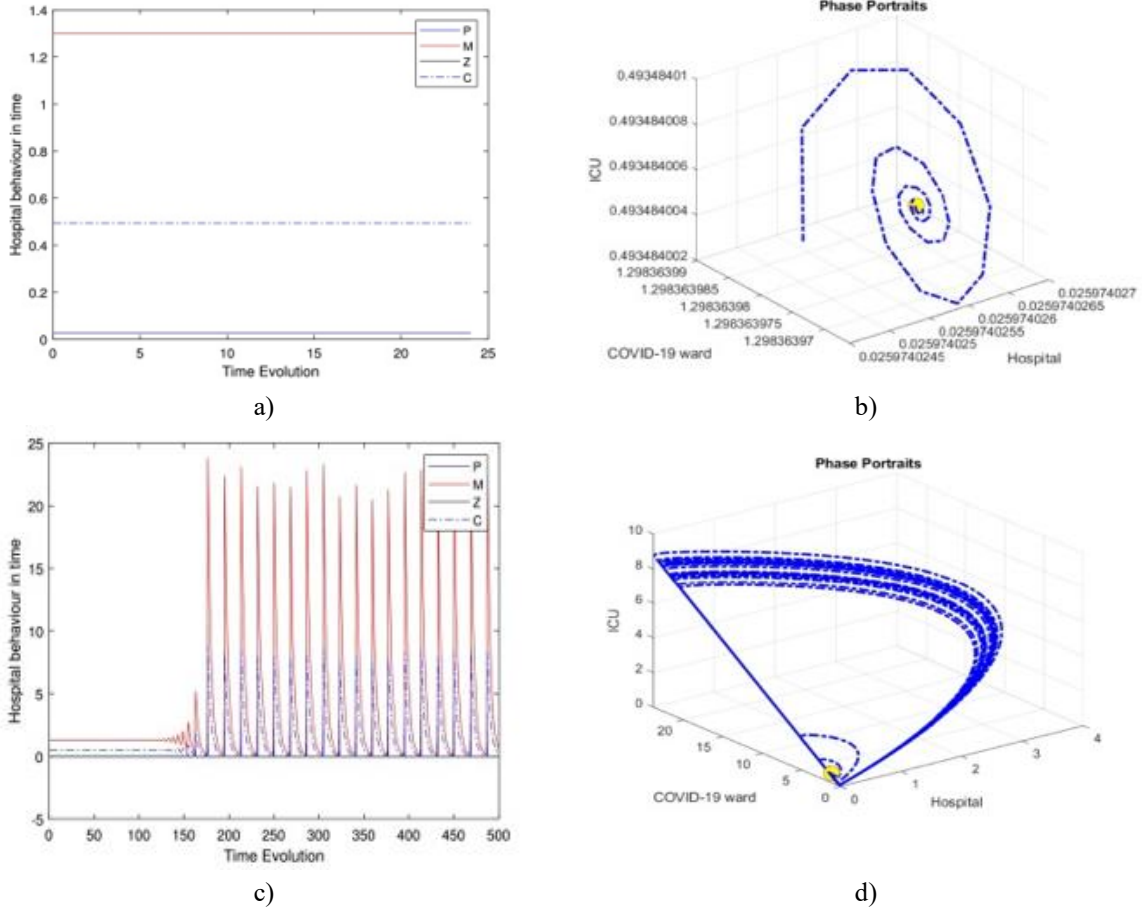 1.4
1.2
1
0.8
0.6
0.4
0.2
0
Hospital behaviour in time
P
M
Z
C
0 5 10 15 20 25
Time Evolution
a)
Phase Portraits
0.49348401
0.493484008
0.493484006
0.493484004
0.493484002
ICU
1.29836399
1.298363985
1.29836398
1.298363975
1.29836397
COVID-19 ward
0.025974027
0.0259740265
0.025974026
0.0259740255
0.025974025
0.0259740245
Hospital
b)
25
20
15
10
5
0
-5
Hospital behaviour in time
P
M
Z
C
0 50 100 150 200 250 300 350 400 450 500
Time Evolution
c)
Phase Portraits
10
8
6
4
2
0
ICU
20
15
10
5
0
COVID-19 ward
0
1
2
3
4
Hospital
d)